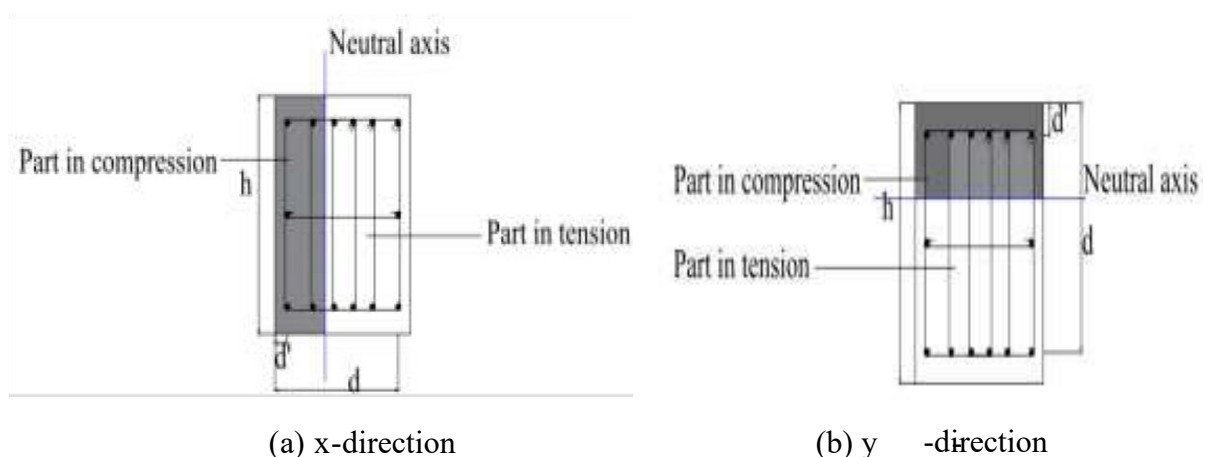 Neutral axis
Part in compression
h
Part in tension
d'
d
(a) x-direction
d'
Part in compression
Neutral axis
h
d
Part in tension
(b) y -direction